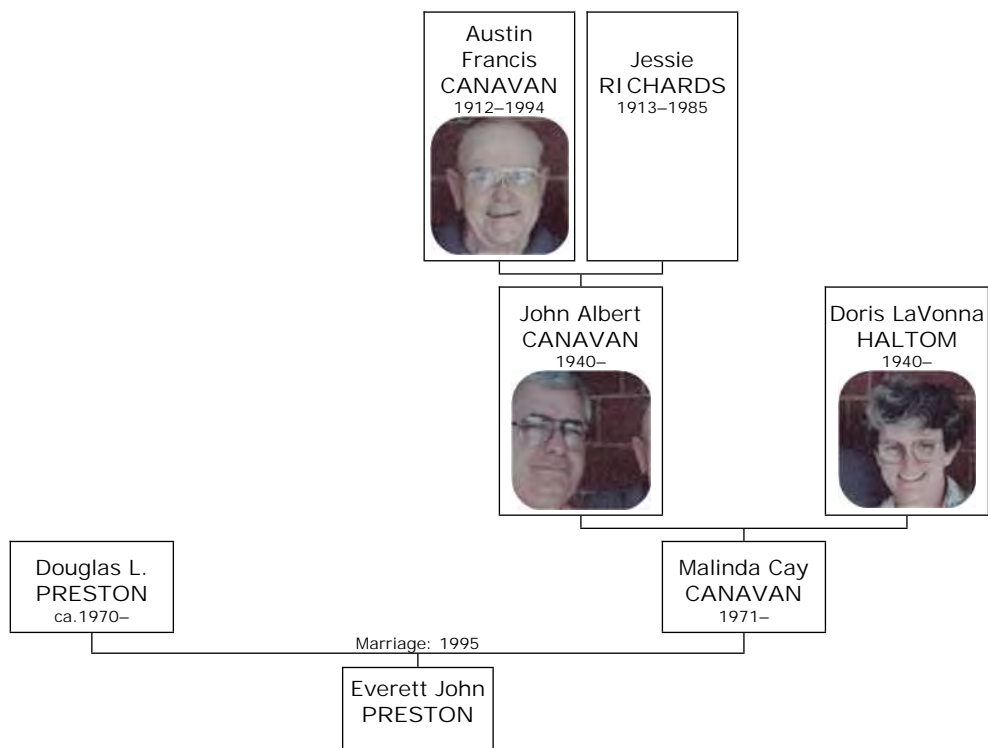 Austin
Francis
CANAVAN
1912–1994
Jessie
RICHARDS
1913–1985
John Albert
CANAVAN
1940–
Doris LaVonna
HALTOM
1940–
Douglas L.
PRESTON
ca.1970–
Malinda Cay
CANAVAN
1971–
Marriage: 1995
Everett John
PRESTON